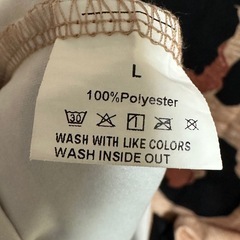 L
100%Polyester
30
WASH WITH LIKE COLORS
WASH INSIDE OUT